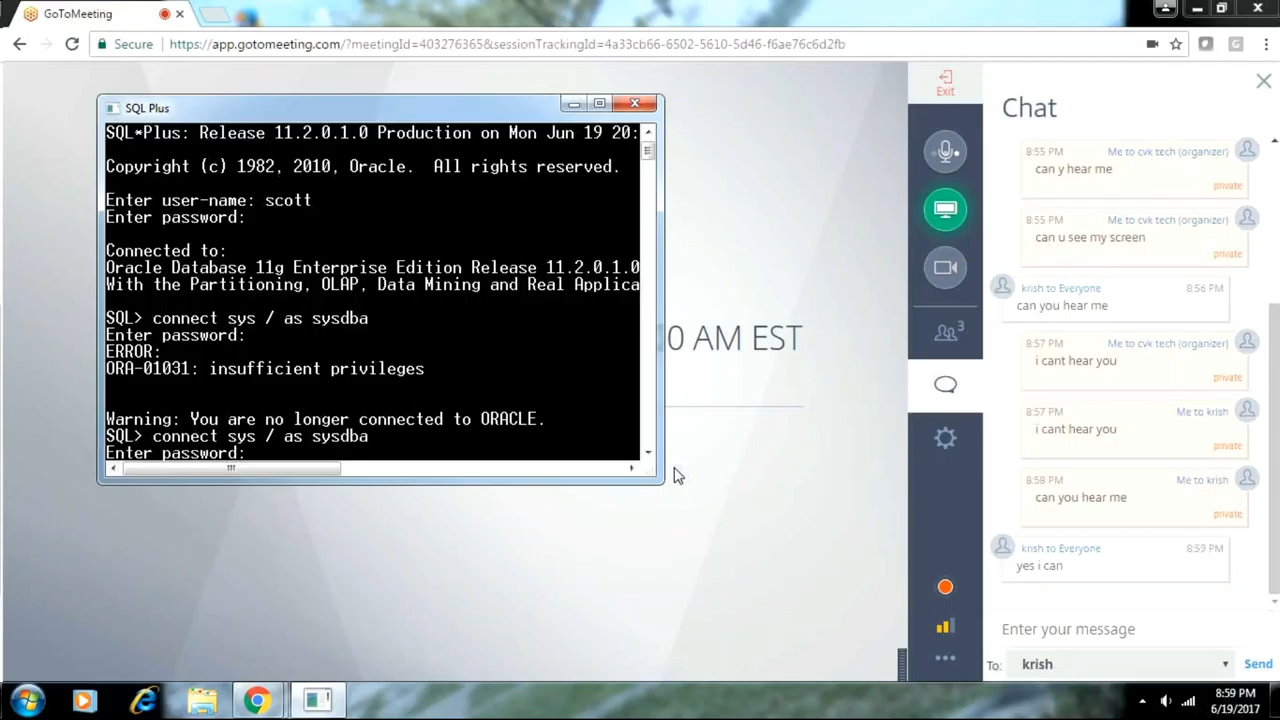 GoToMeeting
Secure
https://app.gotomeeting.com/?meetingId=403276365&sessionTrackingId=4a33cb66-6502-5610-5d46-f6ae76c6d2fb
SQL Plus
SQL*Plus: Release 11.2.0.1.0 Production on Mon Jun 19 20:
Copyright (c) 1982, 2010, Oracle.  All rights reserved.
Enter user-name: scott
Enter password:
Connected to:
Oracle Database 11g Enterprise Edition Release 11.2.0.1.0
With the Partitioning, OLAP, Data Mining and Real Applica
SQL> connect sys / as sysdba
Enter password:
ERROR:
ORA-01031: insufficient privileges
Warning: You are no longer connected to ORACLE.
SQL> connect sys / as sysdba
Enter password:
0 AM EST
Exit
3
Chat
8:55 PM Me to cvk tech (organizer)
can y hear me
private
8:55 PM Me to cvk tech (organizer)
can u see my screen
private
krish to Everyone 8:56 PM
can you hear me
8:57 PM Me to cvk tech (organizer)
i cant hear you
private
8:57 PM Me to krish
i cant hear you
private
8:58 PM Me to krish
can you hear me
private
krish to Everyone 8:59 PM
yes i can
Enter your message
To: krish Send
8:59 PM
6/19/2017